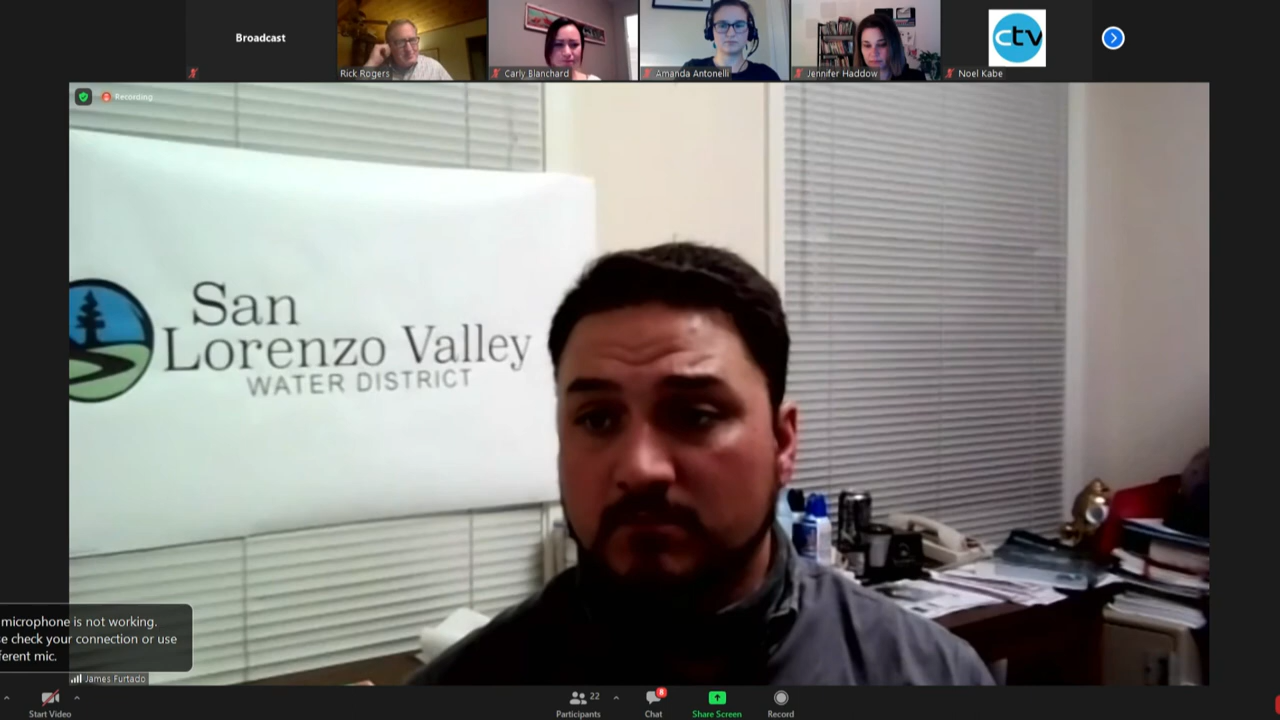 Broadcast
Rick Rogers
Carly Blanchard
Amanda Antonelli
Jennifer Haddow
ctv
Noel Kabe
Recording
San
Lorenzo Valley
WATER DISTRICT
microphone is not working.
e check your connection or use
ferent mic.
James Furtado
Start Video
22
Participants
8
Chat
Share Screen
Record